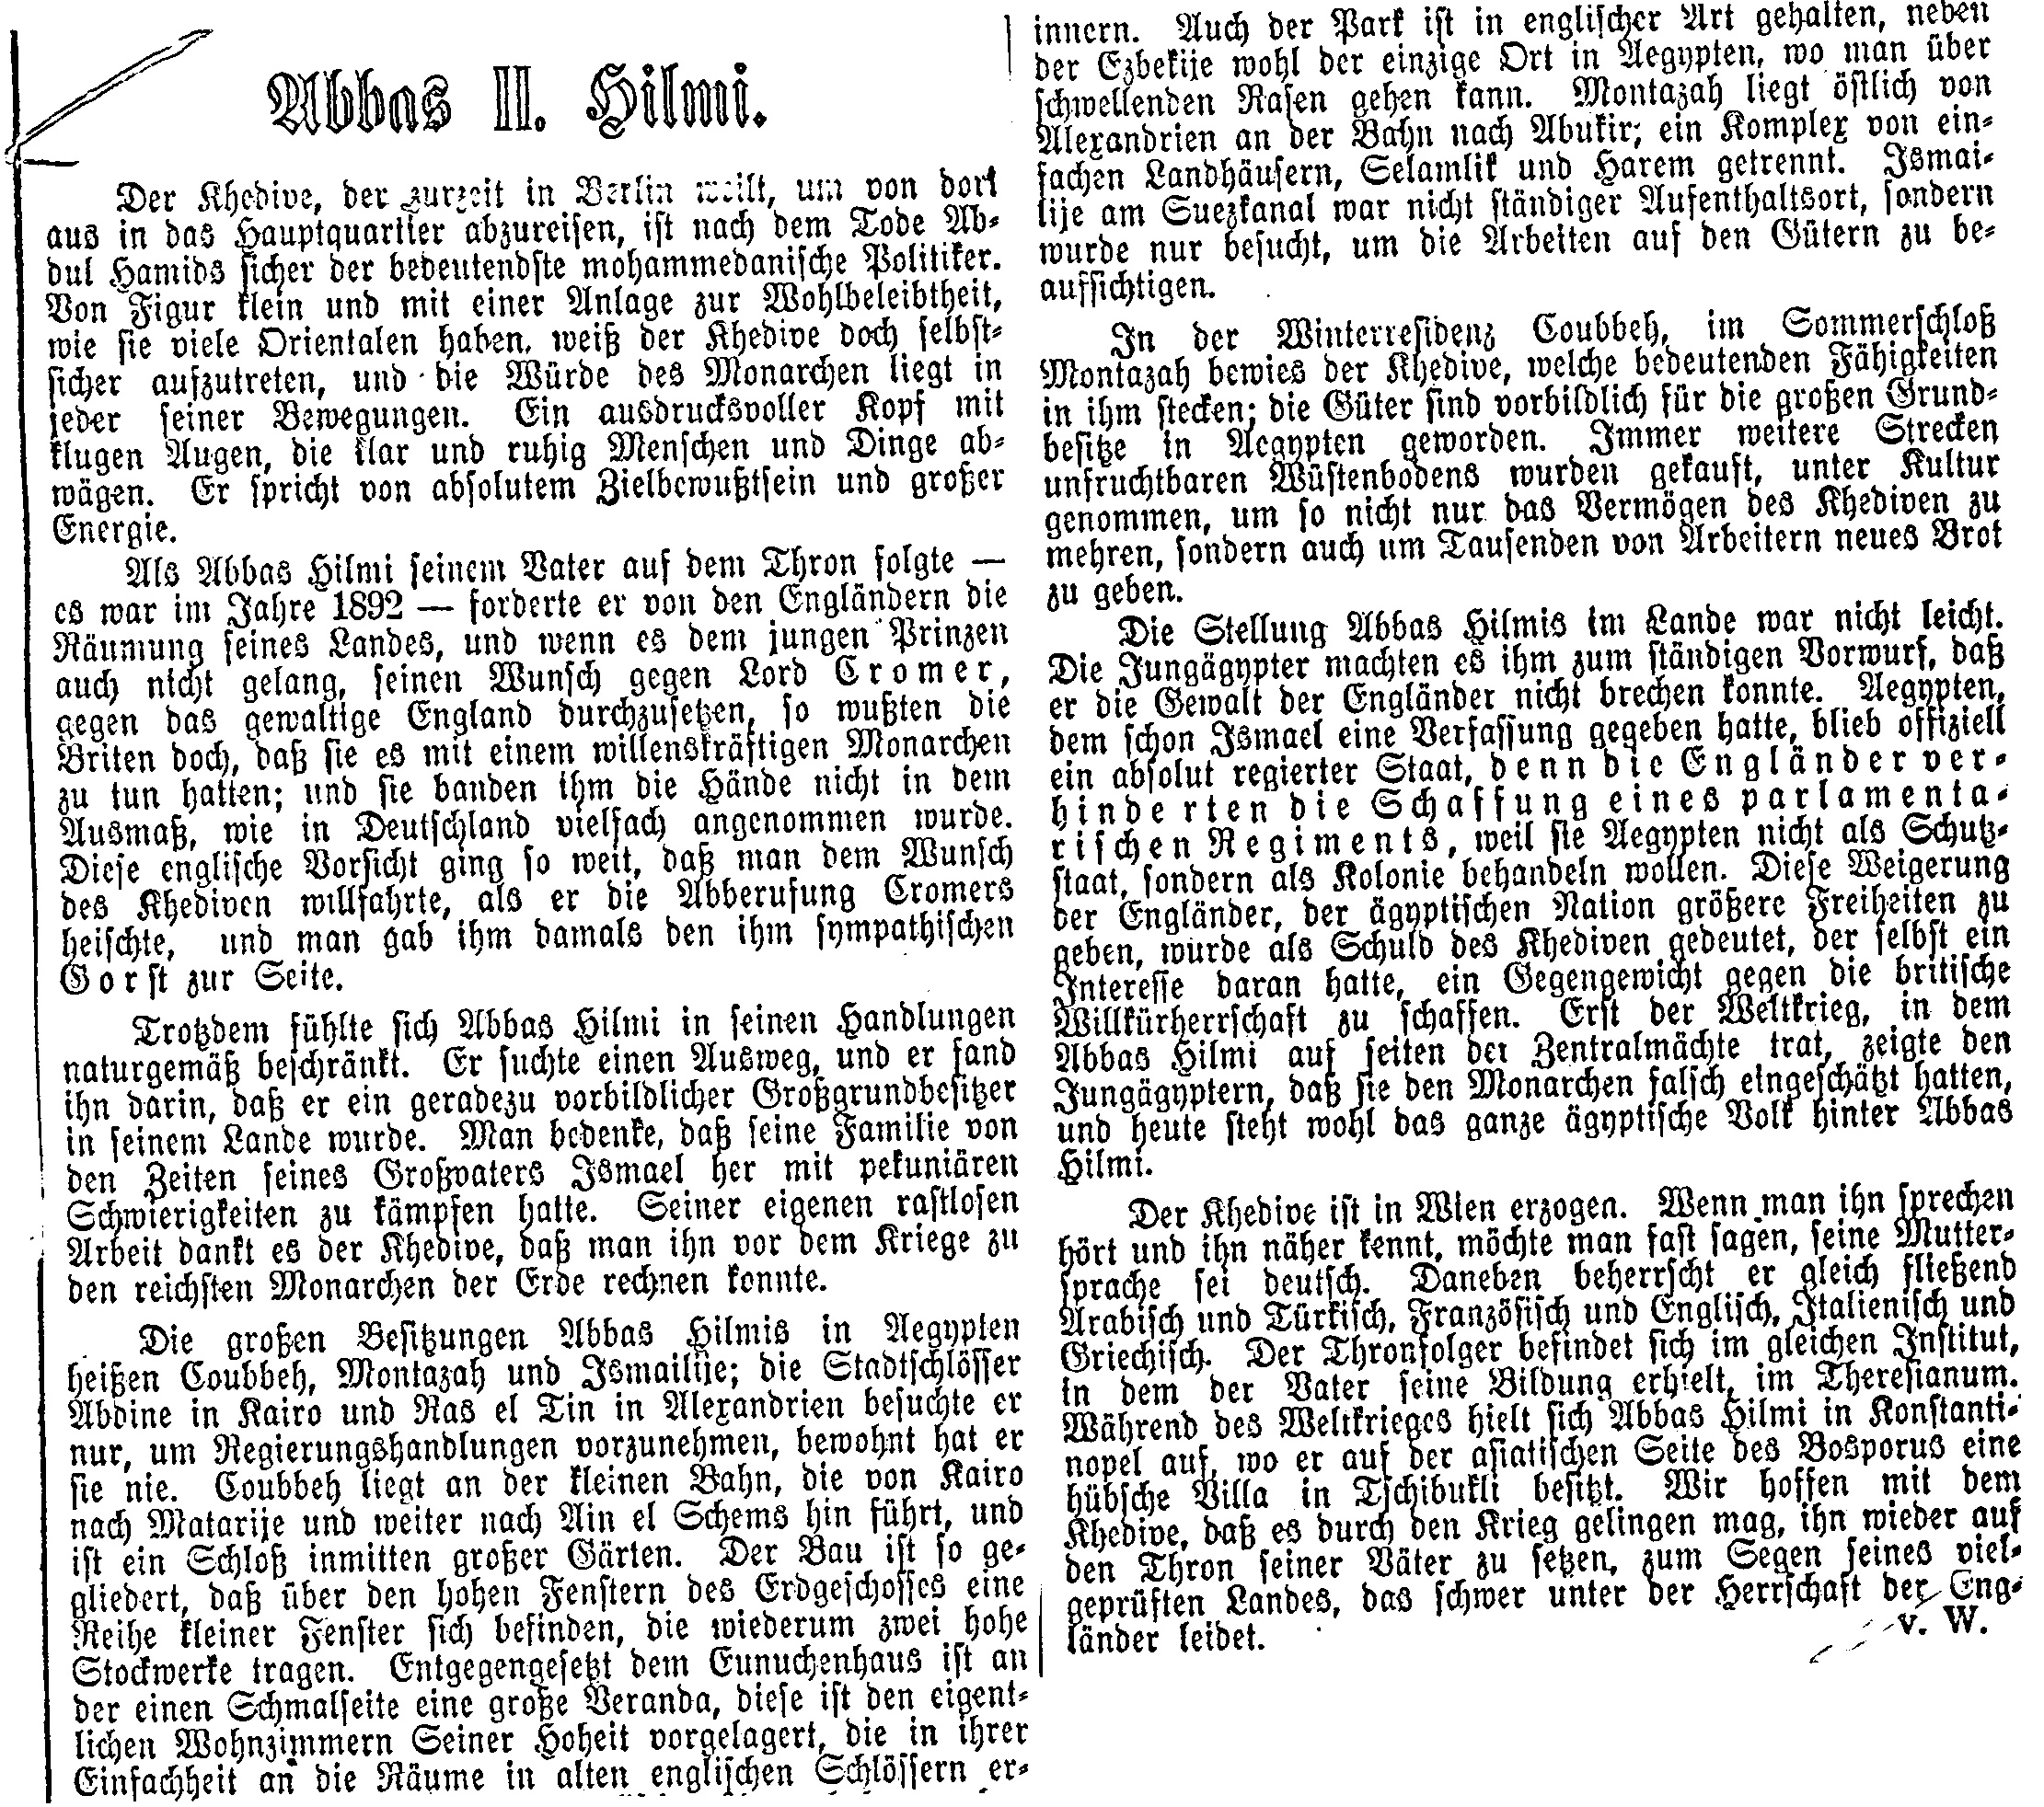 Abbas II. Hilmi.
Der Khedive, der zurzeit in Berlin weilt, um von dort
aus in das Hauptquartier abzureisen, ist nach dem Tode Ab-
dul Hamids sicher der bedeutendste mohammedanische Politiker.
Von Figur klein und mit einer Anlage zur Wohlbeleibtheit,
wie sie viele Orientalen haben, weiß der Khedive doch selbst-
sicher aufzutreten, und die Würde des Monarchen liegt in
jeder seiner Bewegungen. Ein ausdrucksvoller Kopf mit
klugen Augen, die klar und ruhig Menschen und Dinge ab-
wägen. Er spricht von absolutem Zielbewußtsein und großer
Energie.
Als Abbas Hilmi seinem Vater auf dem Thron folgte —
es war im Jahre 1892 — forderte er von den Engländern die
Räumung seines Landes, und wenn es dem jungen Prinzen
auch nicht gelang, seinen Wunsch gegen Lord Cromer,
gegen das gewaltige England durchzusetzen, so wußten die
Briten doch, daß sie es mit einem willenskräftigen Monarchen
zu tun hatten; und sie banden ihm die Hände nicht in dem
Ausmaß, wie in Deutschland vielfach angenommen wurde.
Diese englische Vorsicht ging so weit, daß man dem Wunsch
des Khediven willfahrte, als er die Abberufung Cromers
heischte, und man gab ihm damals den ihm sympathischen
Gorst zur Seite.
Trotzdem fühlte sich Abbas Hilmi in seinen Handlungen
naturgemäß beschränkt. Er suchte einen Ausweg, und er fand
ihn darin, daß er ein geradezu vorbildlicher Großgrundbesitzer
in seinem Lande wurde. Man bedenke, daß seine Familie von
den Zeiten seines Großvaters Ismael her mit pekuniären
Schwierigkeiten zu kämpfen hatte. Seiner eigenen rastlosen
Arbeit dankt es der Khedive, daß man ihn vor dem Kriege zu
den reichsten Monarchen der Erde rechnen konnte.
Die großen Besitzungen Abbas Hilmis in Aegypten
heißen Coubbeh, Montazah und Ismailije; die Stadtschlösser
Abdine in Kairo und Ras el Tin in Alexandrien besuchte er
nur, um Regierungshandlungen vorzunehmen, bewohnt hat er
sie nie. Coubbeh liegt an der kleinen Bahn, die von Kairo
nach Matarije und weiter nach Ain el Schems hin führt, und
ist ein Schloß inmitten großer Gärten. Der Bau ist so ge-
gliedert, daß über den hohen Fenstern des Erdgeschosses eine
Reihe kleiner Fenster sich befinden, die wiederum zwei hohe
Stockwerke tragen. Entgegengesetzt dem Eunuchenhaus ist an
der einen Schmalseite eine große Veranda, diese ist den eigent-
lichen Wohnzimmern Seiner Hoheit vorgelagert, die in ihrer
Einfachheit an die Räume in alten englischen Schlössern er-
innern. Auch der Park ist in englischer Art gehalten, neben
der Ezbekije wohl der einzige Ort in Aegypten, wo man über
schwellenden Rasen gehen kann. Montazah liegt östlich von
Alexandrien an der Bahn nach Abukir; ein Komplex von ein-
fachen Landhäusern, Selamlik und Harem getrennt. Ismai-
lije am Suezkanal war nicht ständiger Aufenthaltsort, sondern
wurde nur besucht, um die Arbeiten auf den Gütern zu be-
aufsichtigen.
In der Winterresidenz Coubbeh, im Sommerschloß
Montazah bewies der Khedive, welche bedeutenden Fähigkeiten
in ihm stecken; die Güter sind vorbildlich für die großen Grund-
besitze in Aegypten geworden. Immer weitere Strecken
unfruchtbaren Wüstenbodens wurden gekauft, unter Kultur
genommen, um so nicht nur das Vermögen des Khediven zu
mehren, sondern auch um Tausenden von Arbeitern neues Brot
zu geben.
Die Stellung Abbas Hilmis im Lande war nicht leicht.
Die Jungägypter machten es ihm zum ständigen Vorwurf, daß
er die Gewalt der Engländer nicht brechen konnte. Aegypten,
dem schon Ismael eine Verfassung gegeben hatte, blieb offiziell
ein absolut regierter Staat, denn die Engländer ver-
hinderten die Schaffung eines parlamenta-
rischen Regiments, weil sie Aegypten nicht als Schutz-
staat, sondern als Kolonie behandeln wollen. Diese Weigerung
der Engländer, der ägyptischen Nation größere Freiheiten zu
geben, wurde als Schuld des Khediven gedeutet, der selbst ein
Interesse daran hatte, ein Gegengewicht gegen die britische
Willkürherrschaft zu schaffen. Erst der Weltkrieg, in dem
Abbas Hilmi auf seiten der Zentralmächte trat, zeigte den
Jungägyptern, daß sie den Monarchen falsch eingeschätzt hatten,
und heute steht wohl das ganze ägyptische Volk hinter Abbas
Hilmi.
Der Khedive ist in Wien erzogen. Wenn man ihn sprechen
hört und ihn näher kennt, möchte man fast sagen, seine Mutter-
sprache sei deutsch. Daneben beherrscht er gleich fließend
Arabisch und Türkisch, Französisch und Englisch, Italienisch und
Griechisch. Der Thronfolger befindet sich im gleichen Institut,
in dem der Vater seine Bildung erhielt, im Theresianum.
Während des Weltkrieges hielt sich Abbas Hilmi in Konstanti-
nopel auf, wo er auf der asiatischen Seite des Bosporus eine
hübsche Villa in Tschibukli besitzt. Wir hoffen mit dem
Khedive, daß es durch den Krieg gelingen mag, ihn wieder auf
den Thron seiner Väter zu setzen, zum Segen seines viel-
geprüften Landes, das schwer unter der Herrschaft der Eng-
länder leidet.
v. W.